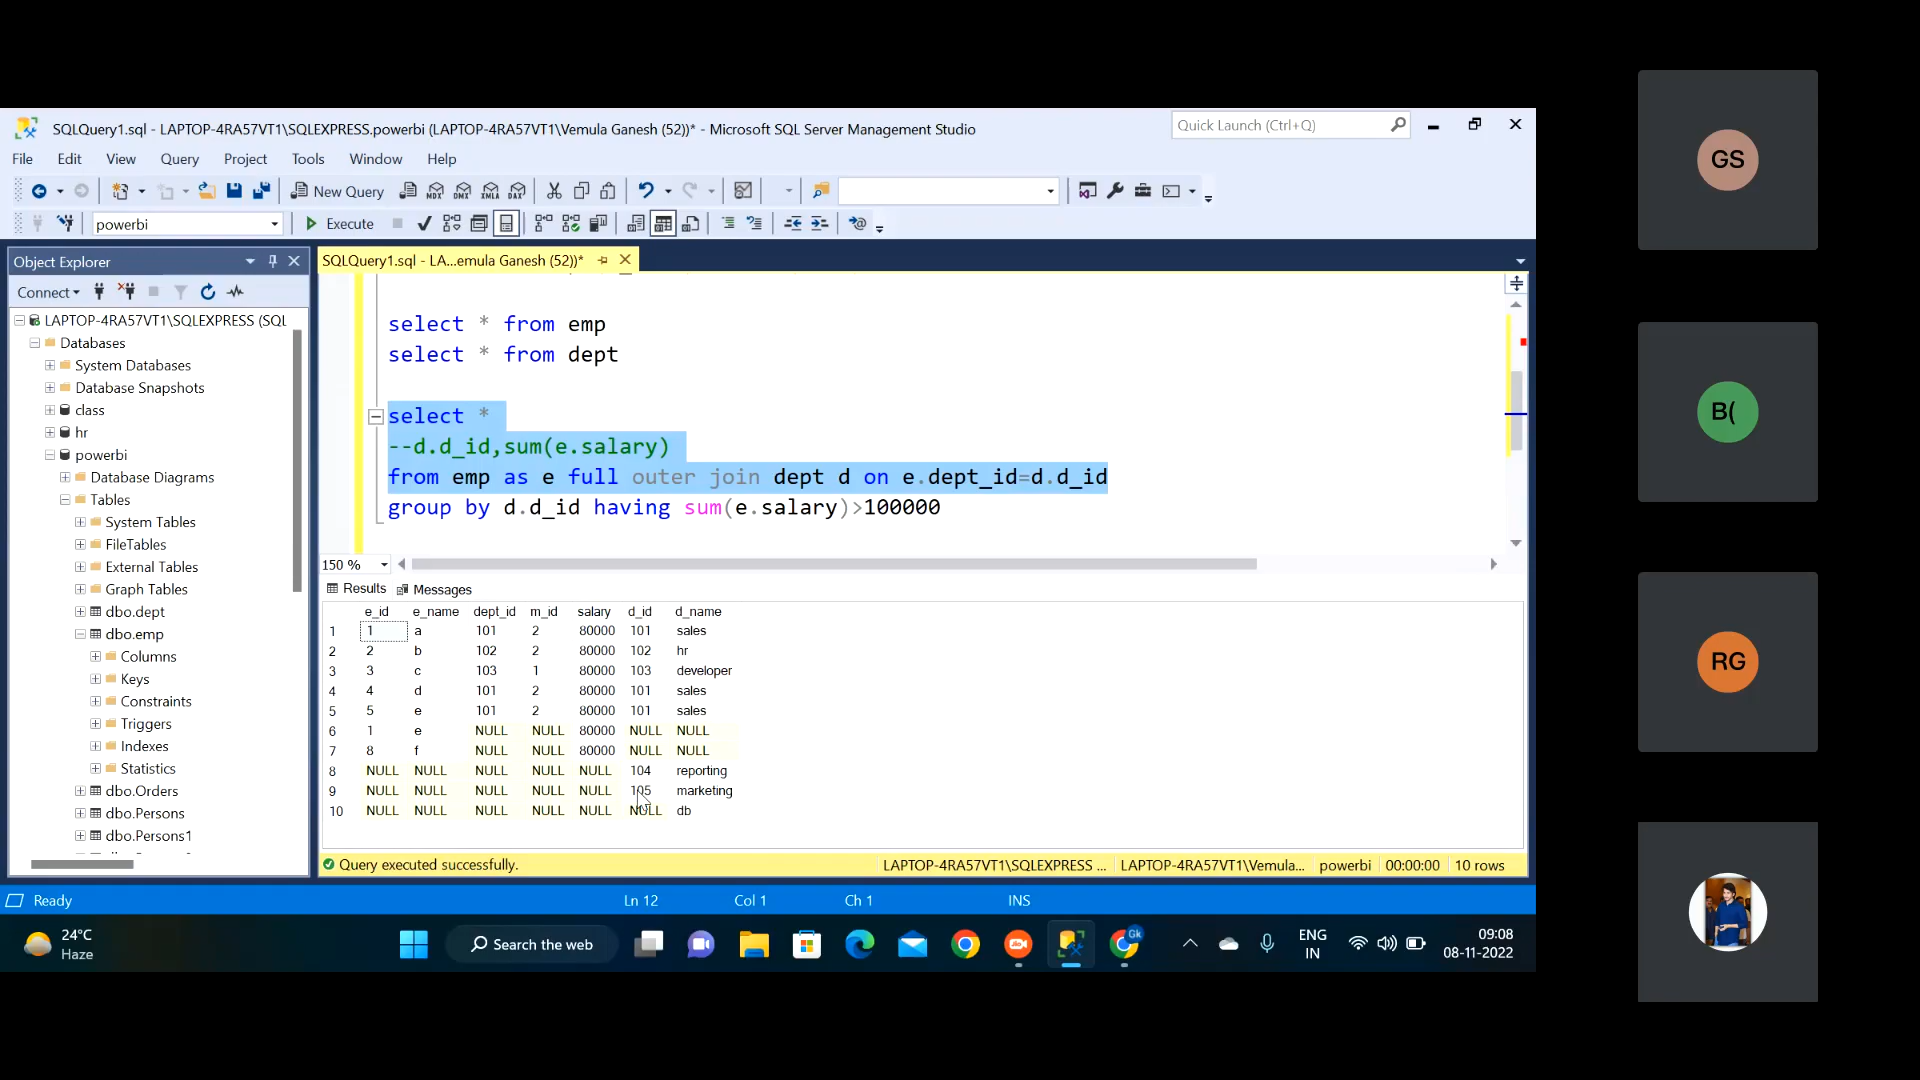 SQLQuery1.sql - LAPTOP-4RA57VT1\SQLEXPRESS.powerbi (LAPTOP-4RA57VT1\Vemula Ganesh (52))* - Microsoft SQL Server Management Studio
Quick Launch (Ctrl+Q)
File Edit View Query Project Tools Window Help
New Query
MDX DMX XMLA DAX
powerbi
Execute
Object Explorer
Connect
LAPTOP-4RA57VT1\SQLEXPRESS (SQL
Databases
System Databases
Database Snapshots
class
hr
powerbi
Database Diagrams
Tables
System Tables
FileTables
External Tables
Graph Tables
dbo.dept
dbo.emp
Columns
Keys
Constraints
Triggers
Indexes
Statistics
dbo.Orders
dbo.Persons
dbo.Persons1
SQLQuery1.sql - LA...emula Ganesh (52))*
select * from emp
select * from dept
select *
--d.d_id,sum(e.salary)
from emp as e full outer join dept d on e.dept_id=d.d_id
group by d.d_id having sum(e.salary)>100000
150 %
Results Messages
e_id e_name dept_id m_id salary d_id d_name
1 1 a 101 2 80000 101 sales
2 2 b 102 2 80000 102 hr
3 3 c 103 1 80000 103 developer
4 4 d 101 2 80000 101 sales
5 5 e 101 2 80000 101 sales
6 1 e NULL NULL 80000 NULL NULL
7 8 f NULL NULL 80000 NULL NULL
8 NULL NULL NULL NULL NULL 104 reporting
9 NULL NULL NULL NULL NULL 105 marketing
10 NULL NULL NULL NULL NULL NULL db
Query executed successfully.
LAPTOP-4RA57VT1\SQLEXPRESS ... LAPTOP-4RA57VT1\Vemula... powerbi 00:00:00 10 rows
Ready
Ln 12 Col 1 Ch 1 INS
24°C
Haze
Search the web
Jio
Gk
ENG
IN
09:08
08-11-2022
GS
B(
RG